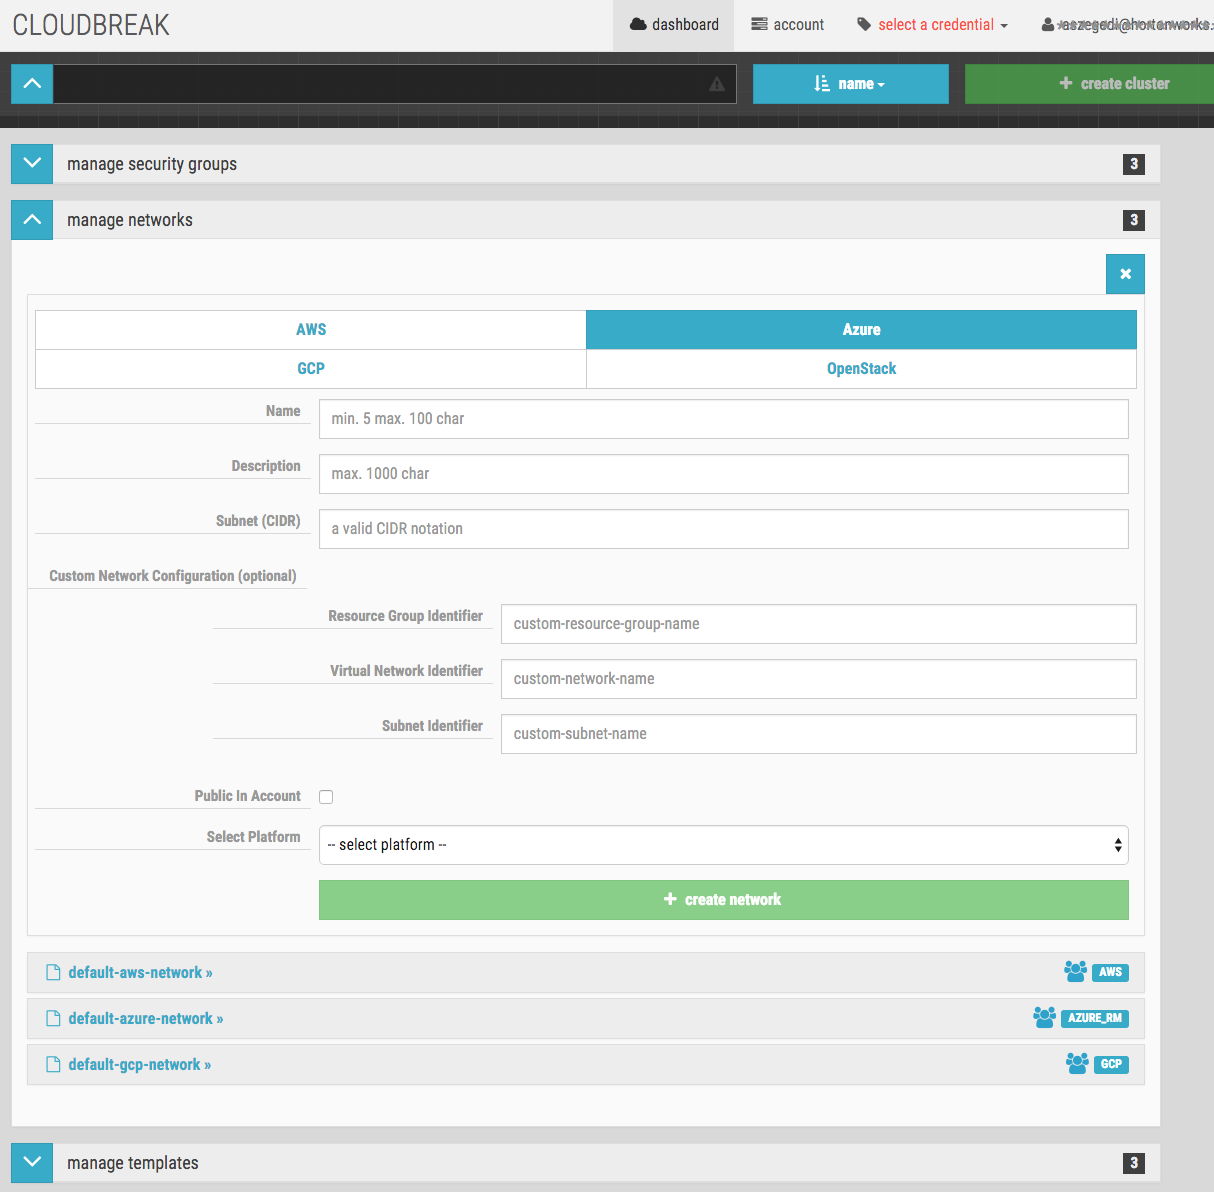 CLOUDBREAK
dashboard
account
select a credential
name
create cluster
manage security groups
3
manage networks
3
AWS
Azure
GCP
OpenStack
Name
min. 5 max. 100 char
Description
max. 1000 char
Subnet (CIDR)
a valid CIDR notation
Custom Network Configuration (optional)
Resource Group Identifier
custom-resource-group-name
Virtual Network Identifier
custom-network-name
Subnet Identifier
custom-subnet-name
Public In Account
Select Platform
-- select platform --
create network
default-aws-network »
AWS
default-azure-network »
AZURE_RM
default-gcp-network »
GCP
manage templates
3